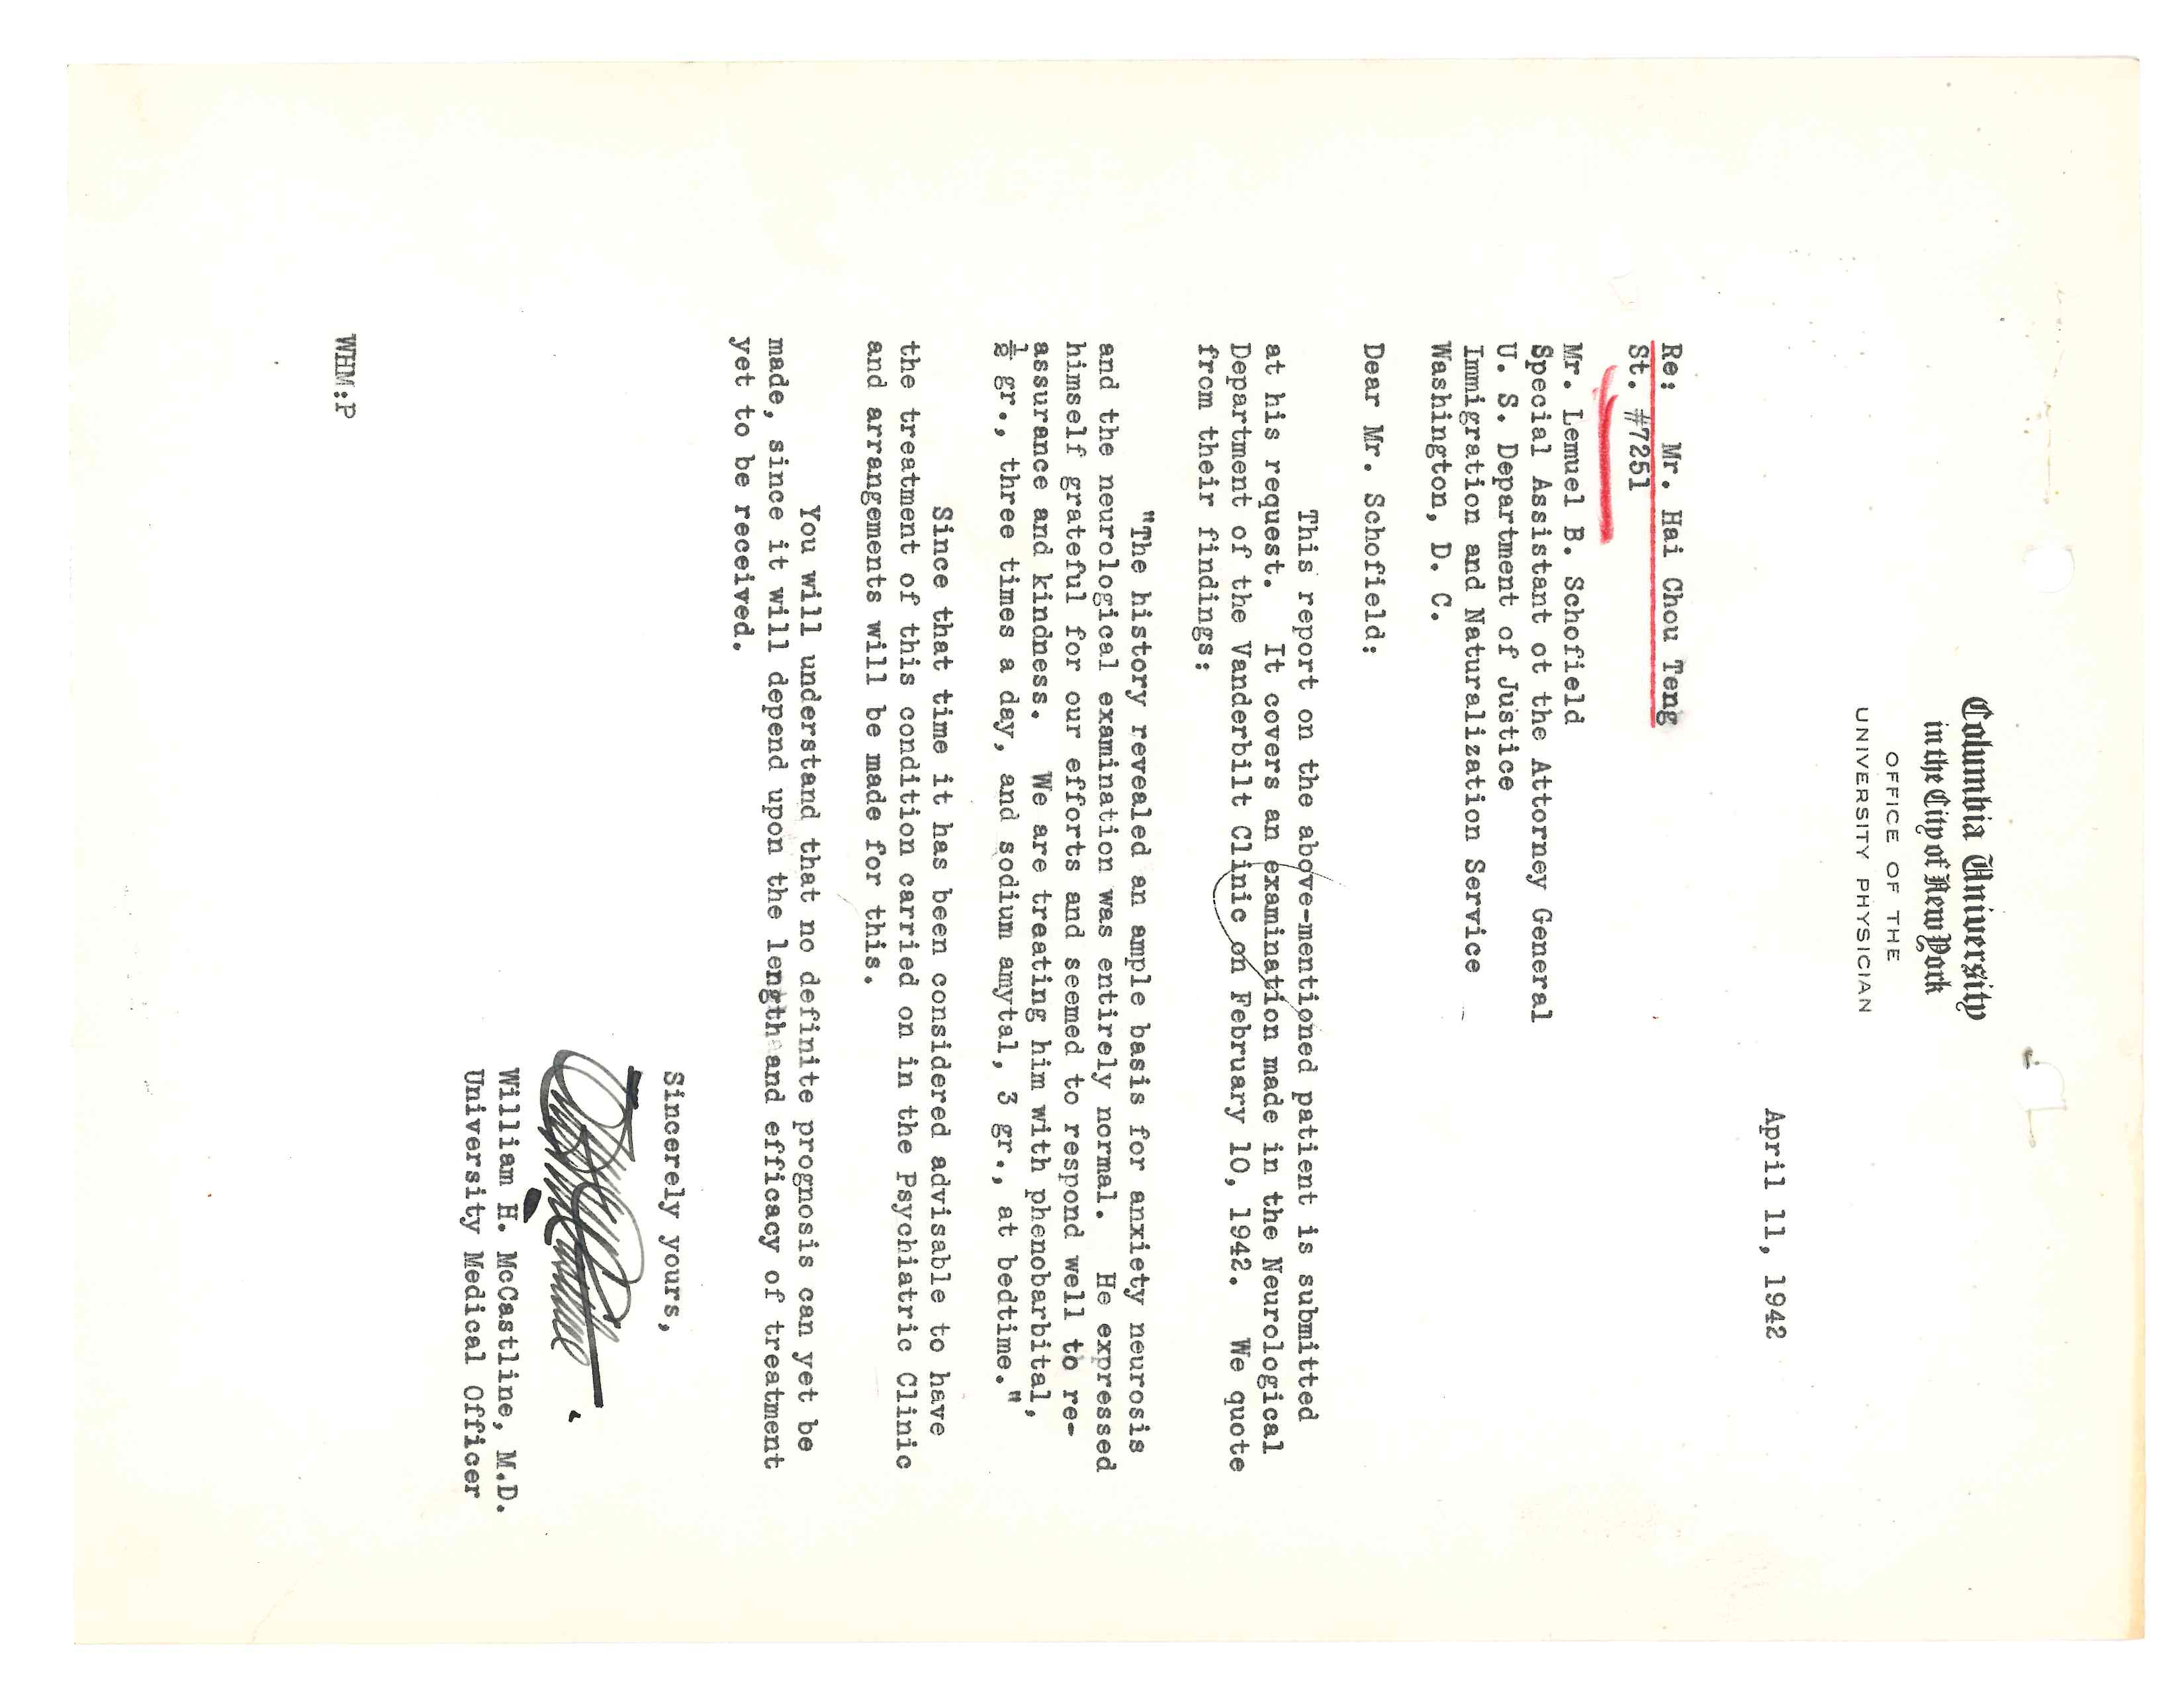 Columbia University
in the City of New York
OFFICE OF THE
UNIVERSITY PHYSICIAN
April 11, 1942
Re: Mr. Hai Chou Teng
St. #7251
Mr. Lemuel B. Schofield
Special Assistant ot the Attorney General
U. S. Department of Justice
Immigration and Naturalization Service
Washington, D. C.
Dear Mr. Schofield:
This report on the above-mentioned patient is submitted
at his request. It covers an examination made in the Neurological
Department of the Vanderbilt Clinic on February 10, 1942. We quote
from their findings:
"The history revealed an ample basis for anxiety neurosis
and the neurological examination was entirely normal. He expressed
himself grateful for our efforts and seemed to respond well to re-
assurance and kindness. We are treating him with phenobarbital,
½ gr., three times a day, and sodium amytal, 3 gr., at bedtime."
Since that time it has been considered advisable to have
the treatment of this condition carried on in the Psychiatric Clinic
and arrangements will be made for this.
You will understand that no definite prognosis can yet be
made, since it will depend upon the length and efficacy of treatment
yet to be received.
Sincerely yours,
William H. McCastline, M.D.
University Medical Officer
WHM:P